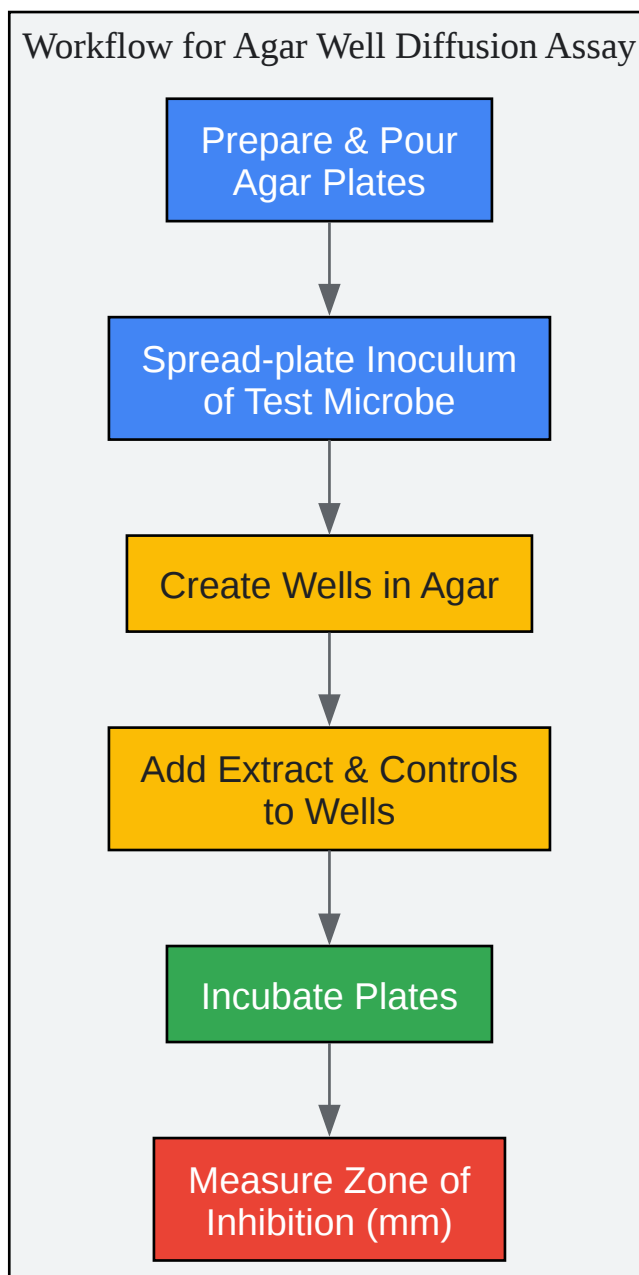 Workflow for Agar Well Diffusion Assay
Prepare & Pour
Agar Plates
Spread-plate Inoculum
of Test Microbe
Create Wells in Agar
Add Extract & Controls
to Wells
Incubate Plates
Measure Zone of
Inhibition (mm)